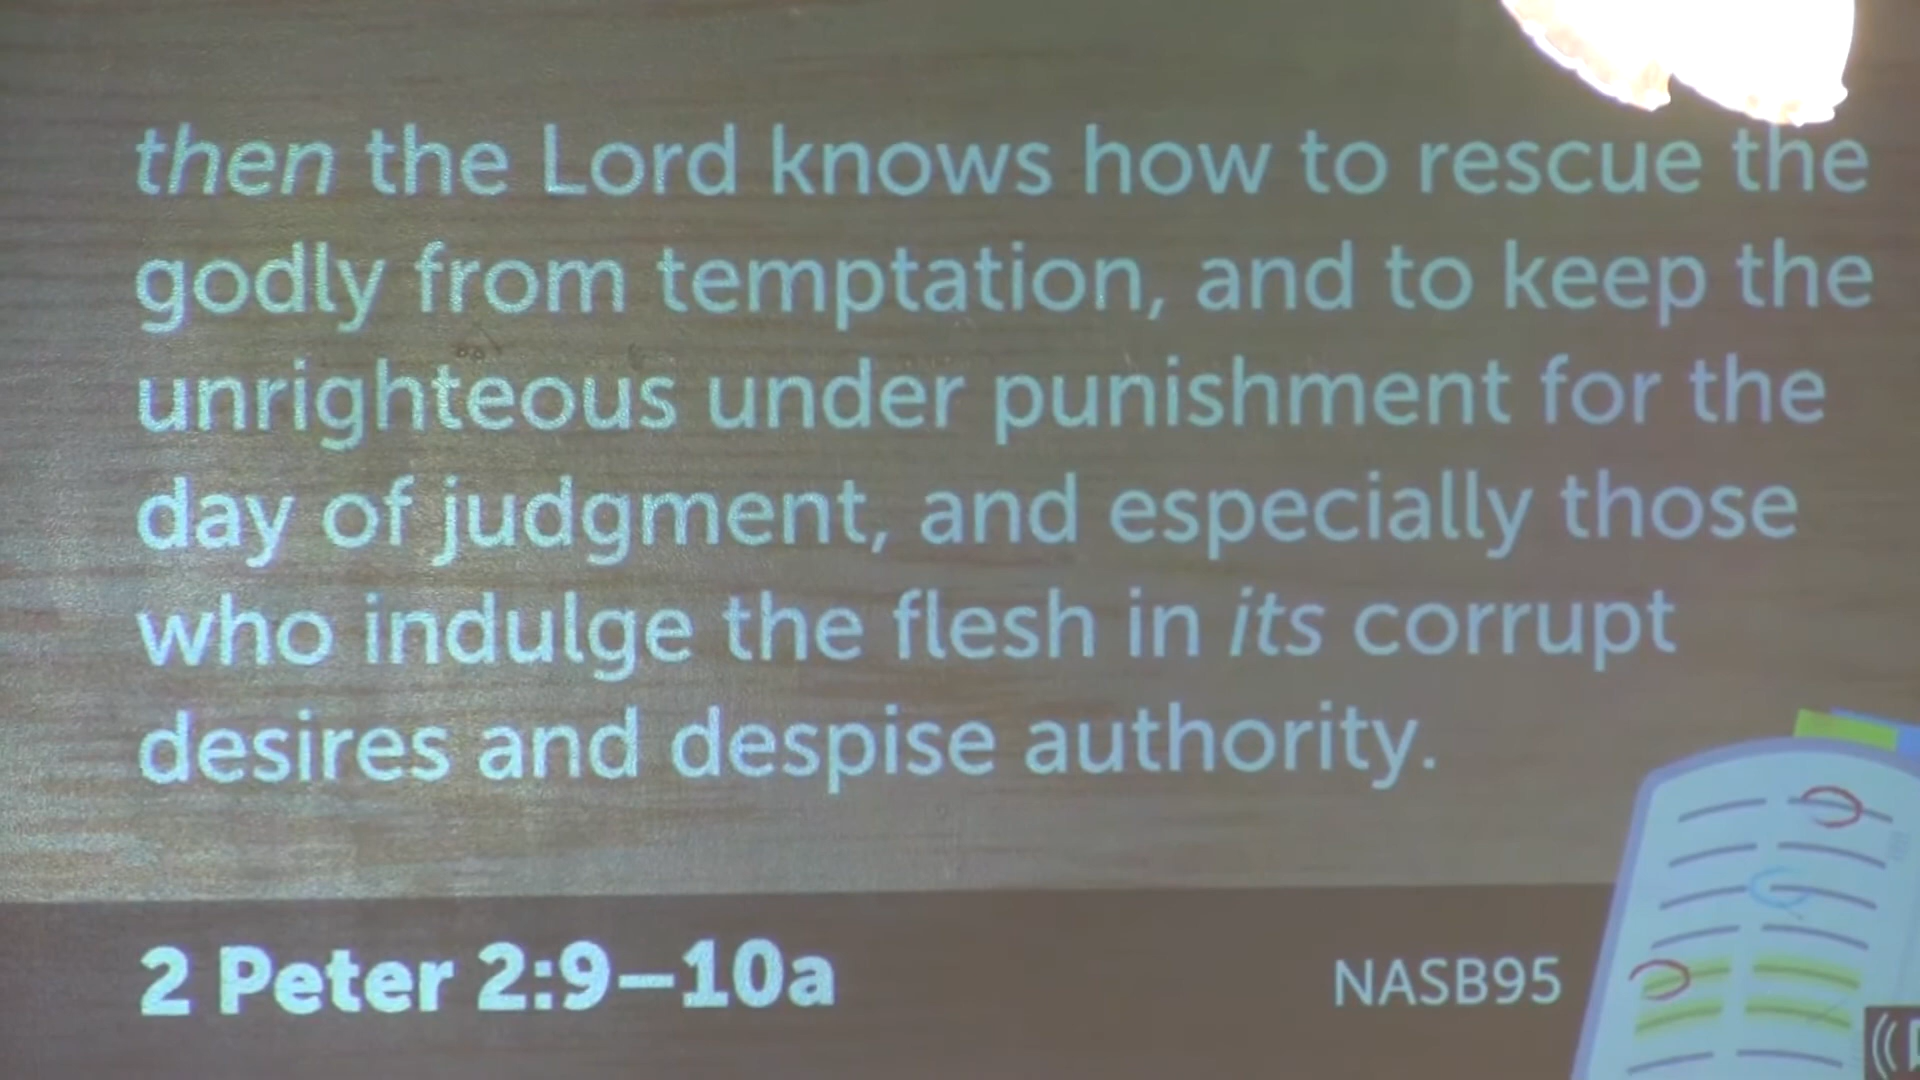 then the Lord knows how to rescue the
godly from temptation, and to keep the
unrighteous under punishment for the
day of judgment, and especially those
who indulge the flesh in its corrupt
desires and despise authority.
2 Peter 2:9–10a
NASB95